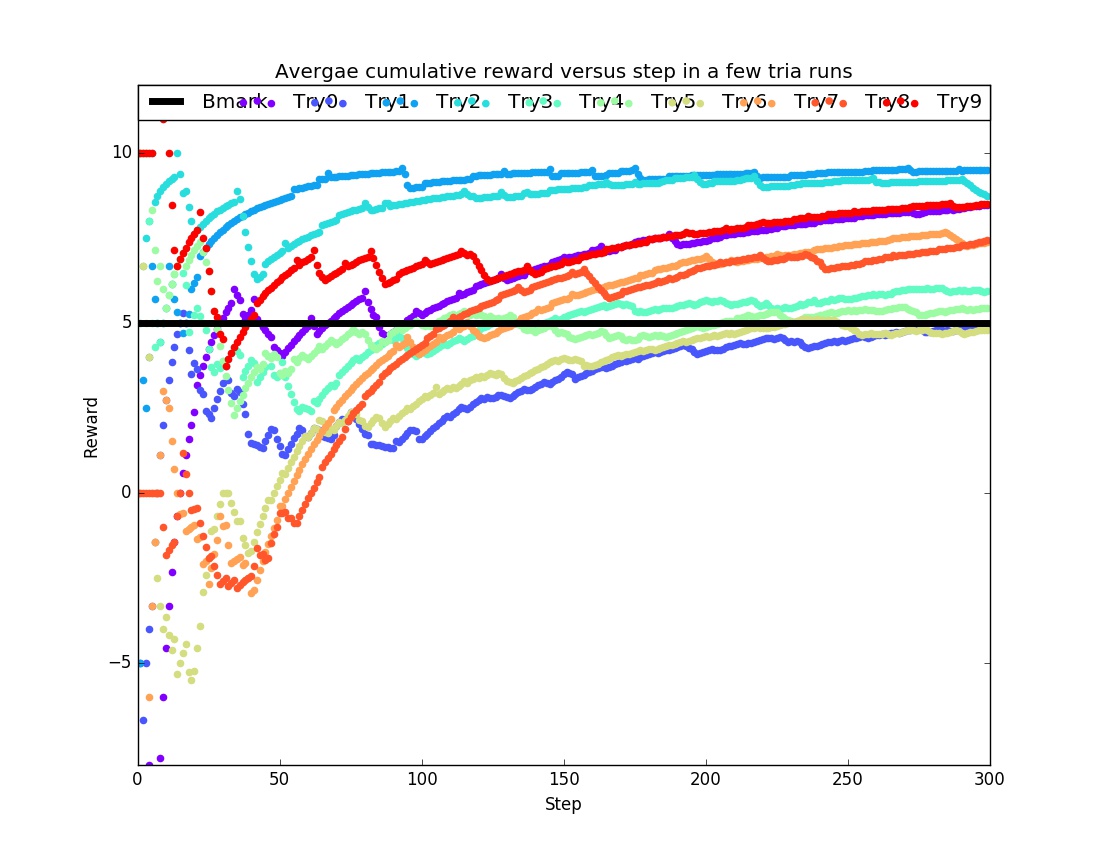 Avergae cumulative reward versus step in a few tria runs
Bmark Try0 Try1 Try2 Try3 Try4 Try5 Try6 Try7 Try8 Try9
10
5
0
−5
Reward
0 50 100 150 200 250 300
Step